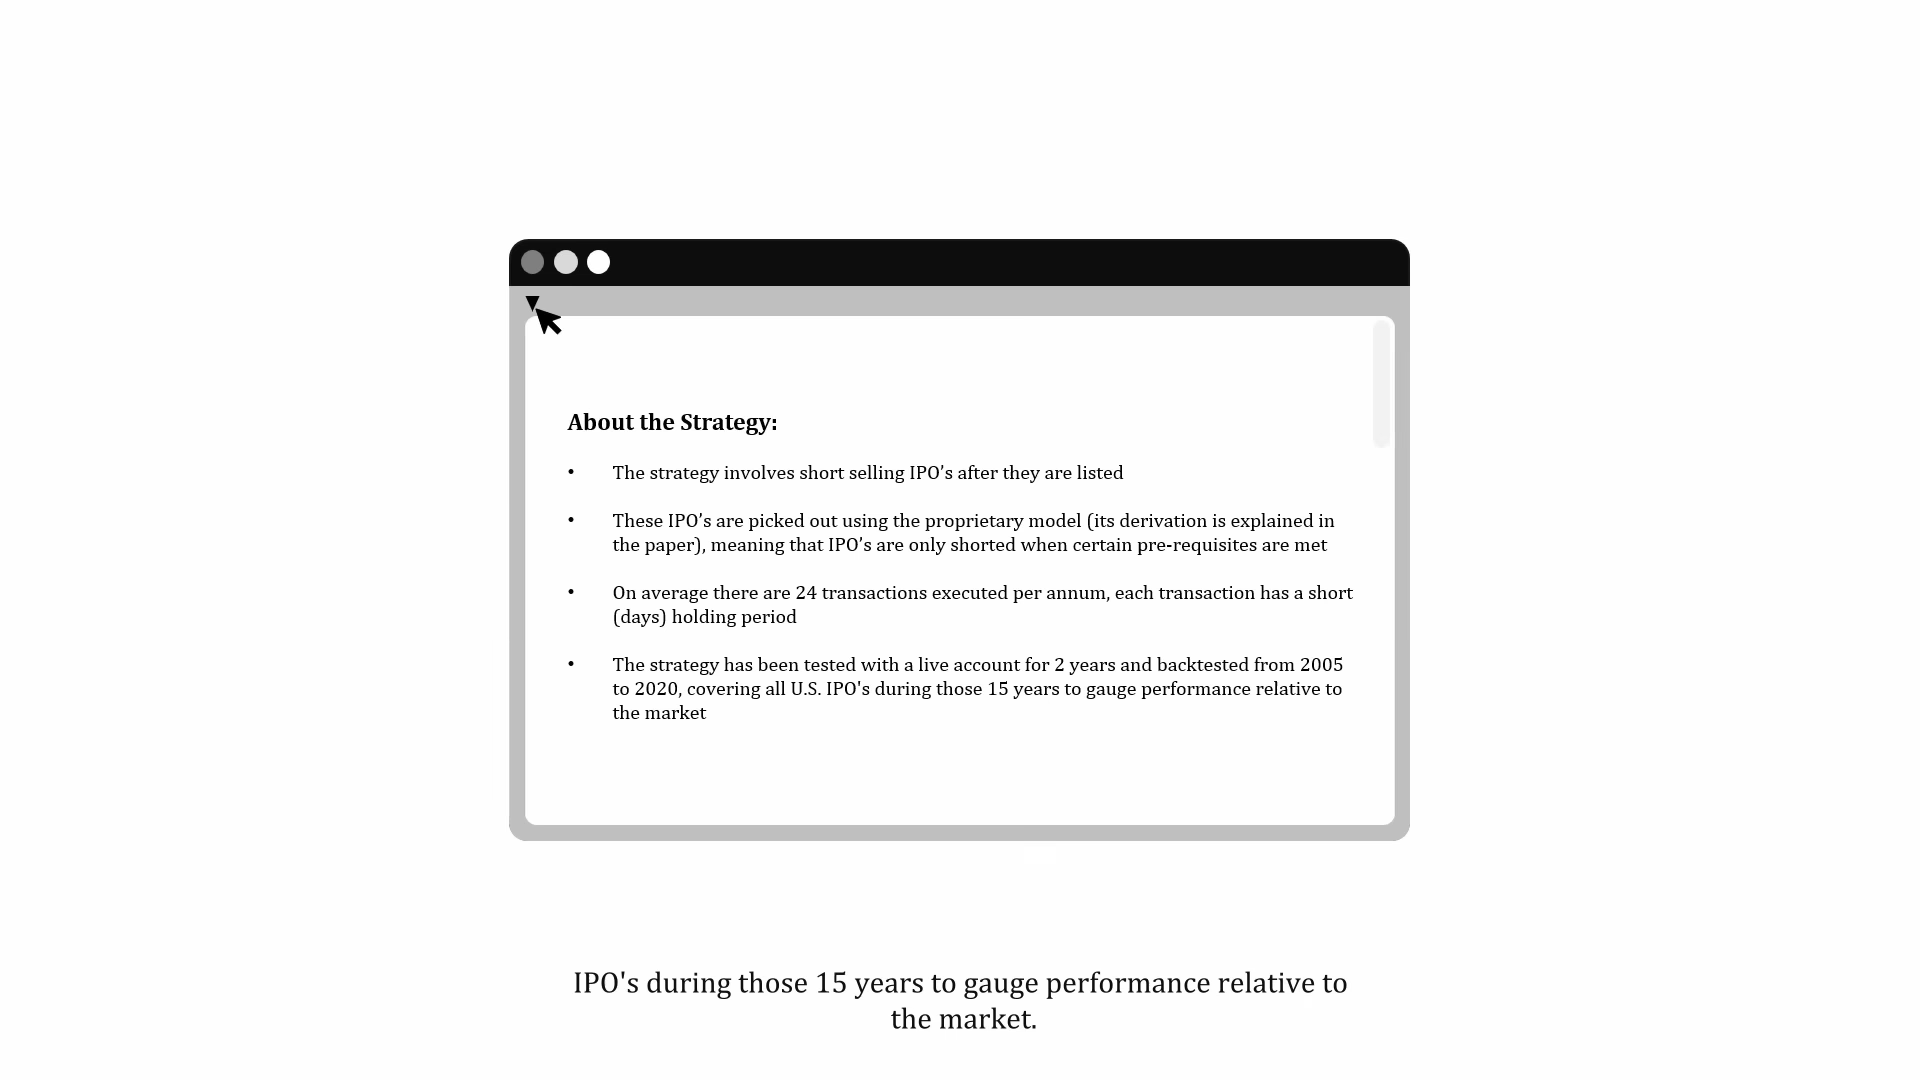 About the Strategy:
• The strategy involves short selling IPO’s after they are listed
• These IPO’s are picked out using the proprietary model (its derivation is explained in
the paper), meaning that IPO’s are only shorted when certain pre-requisites are met
• On average there are 24 transactions executed per annum, each transaction has a short
(days) holding period
• The strategy has been tested with a live account for 2 years and backtested from 2005
to 2020, covering all U.S. IPO's during those 15 years to gauge performance relative to
the market
IPO's during those 15 years to gauge performance relative to
the market.